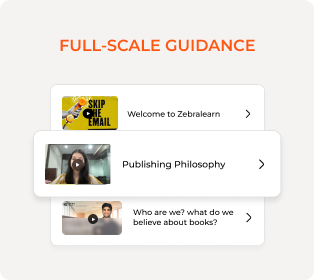 FULL-SCALE GUIDANCE
SKIP
THE
EMAIL
Welcome to Zebralearn
Publishing Philosophy
Who are we? what do we
believe about books?